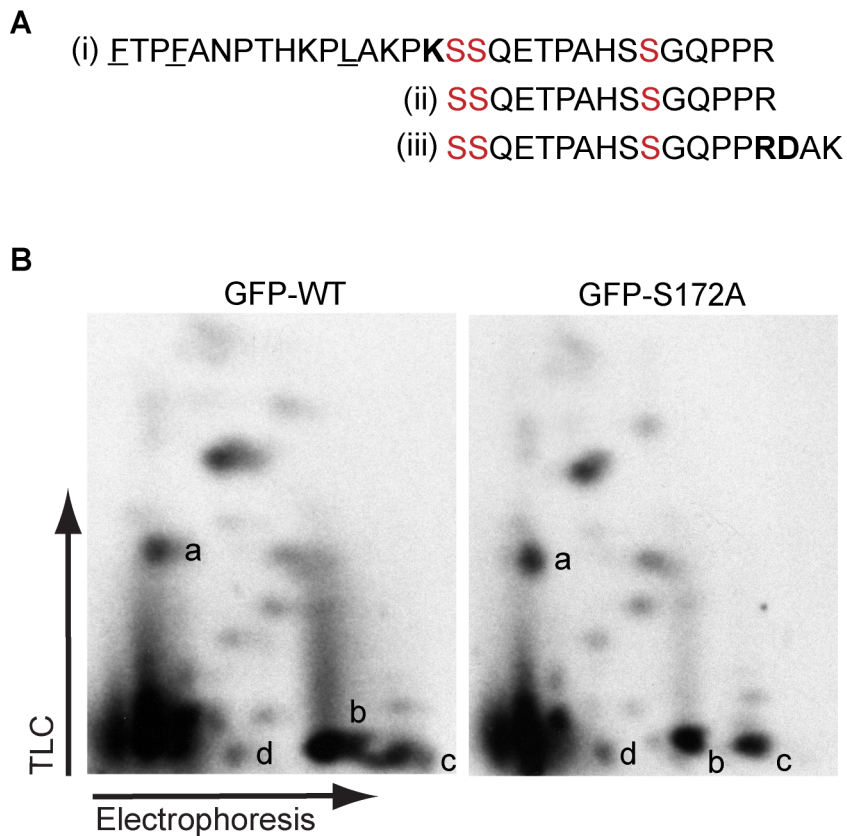 A
(i) FTPFANPTHKPLAKPKSSQETPAHSSGQPPR
(ii) SSQETPAHSSGQPPR
(iii) SSQETPAHSSGQPPRDAK
B
GFP-WT GFP-S172A
a a
b
d c d b c
TLC
Electrophoresis